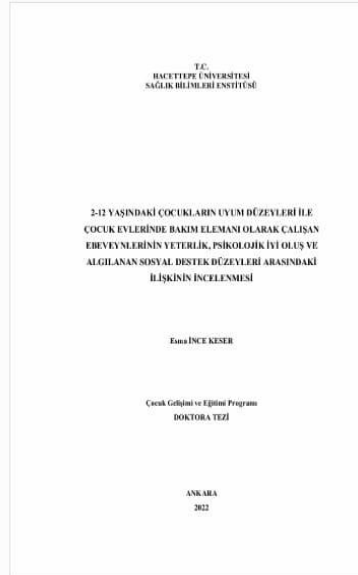 T.C.
HACETTEPE ÜNİVERSİTESİ
SAĞLIK BİLİMLERİ ENSTİTÜSÜ
2-12 YAŞINDAKİ ÇOCUKLARIN UYUM DÜZEYLERİ İLE
ÇOCUK EVLERİNDE BAKIM ELEMANI OLARAK ÇALIŞAN
EBEVEYNLERİNİN YETERLİK, PSİKOLOJİK İYİ OLUŞ VE
ALGILANAN SOSYAL DESTEK DÜZEYLERİ ARASINDAKİ
İLİŞKİNİN İNCELENMESİ
Esma İNCE KESER
Çocuk Gelişimi ve Eğitimi Programı
DOKTORA TEZİ
ANKARA
2022